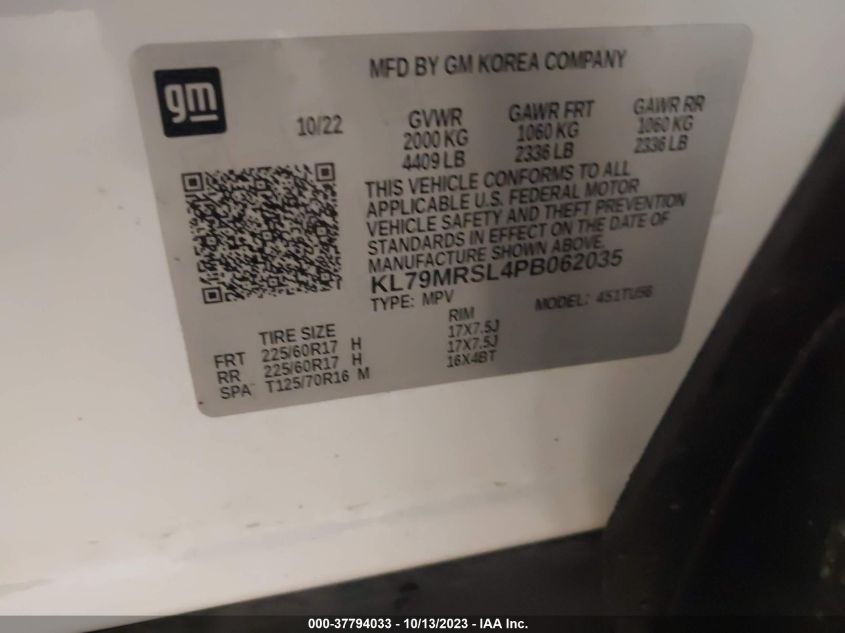 gm
MFD BY GM KOREA COMPANY
10/22
GVWR GAWR FRT GAWR RR
2000 KG 1060 KG 1060 KG
4409 LB 2336 LB 2336 LB
THIS VEHICLE CONFORMS TO ALL
APPLICABLE U.S. FEDERAL MOTOR
VEHICLE SAFETY AND THEFT PREVENTION
STANDARDS IN EFFECT ON THE DATE OF
MANUFACTURE SHOWN ABOVE.
KL79MRSL4PB062035
TYPE: MPV MODEL: 4S1TU56
TIRE SIZE RIM
FRT 225/60R17 H 17X7.5J
RR 225/60R17 H 17X7.5J
SPA T125/70R16 M 16X4BT
000-37794033 - 10/13/2023 - IAA Inc.